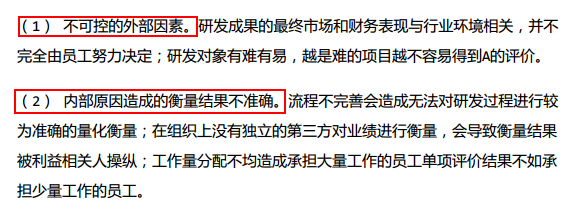 （1） 不可控的外部因素。研发成果的最终市场和财务表现与行业环境相关，并不
完全由员工努力决定；研发对象有难有易，越是难的项目越不容易得到A的评价。
（2） 内部原因造成的衡量结果不准确。流程不完善会造成无法对研发过程进行较
为准确的量化衡量；在组织上没有独立的第三方对业绩进行衡量，会导致衡量结果
被利益相关人操纵；工作量分配不均造成承担大量工作的员工单项评价结果不如承
担少量工作的员工。